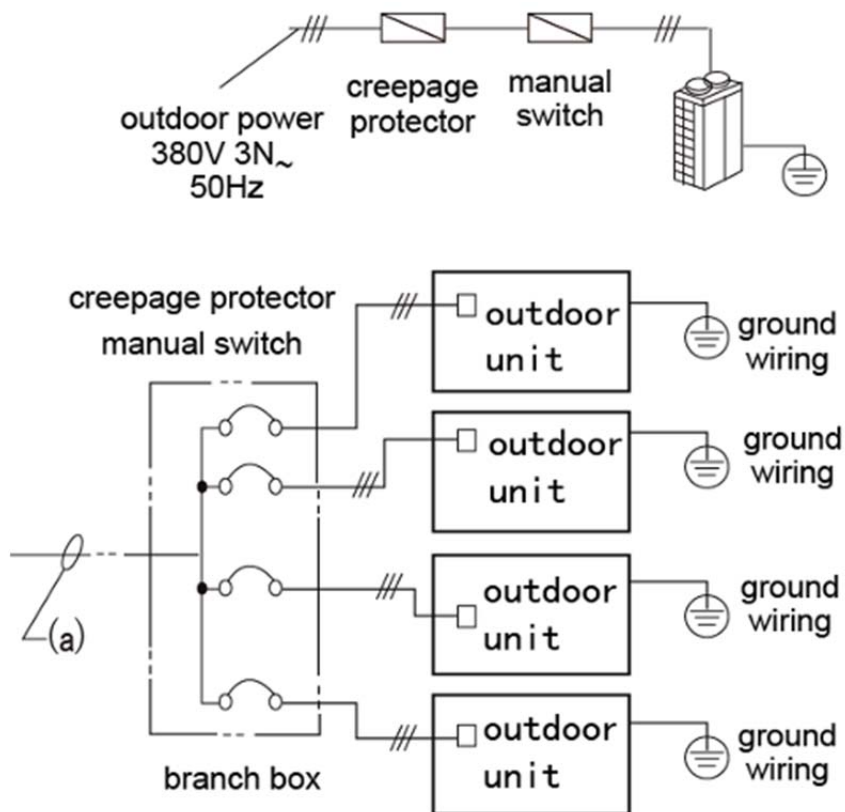 creepage
protector
manual
switch
outdoor power
380V 3N~
50Hz
creepage protector
manual switch
outdoor
unit
ground
wiring
outdoor
unit
ground
wiring
outdoor
unit
ground
wiring
(a)
outdoor
unit
ground
wiring
branch box